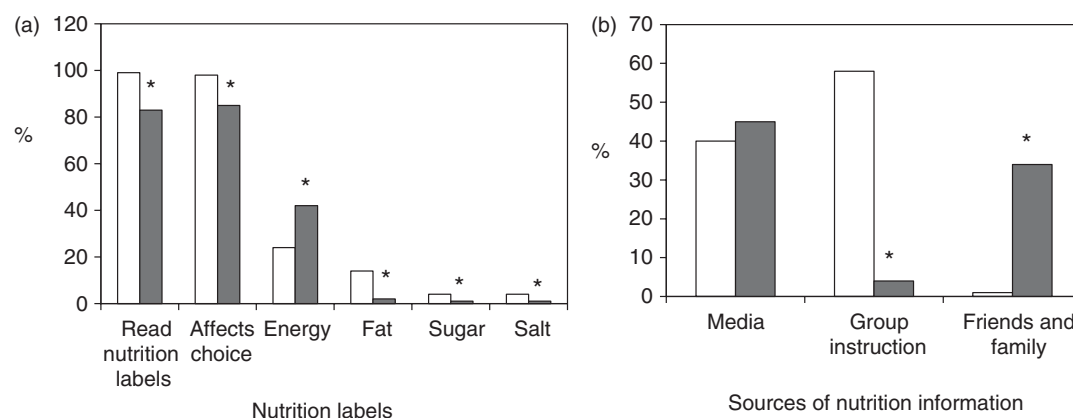 (a)
120
100
80
%
60
40
20
0
* * * * * *
Read nutrition labels
Affects choice
Energy
Fat
Sugar
Salt
Nutrition labels
(b)
70
60
50
40
%
30
20
10
0
* *
Media
Group instruction
Friends and family
Sources of nutrition information